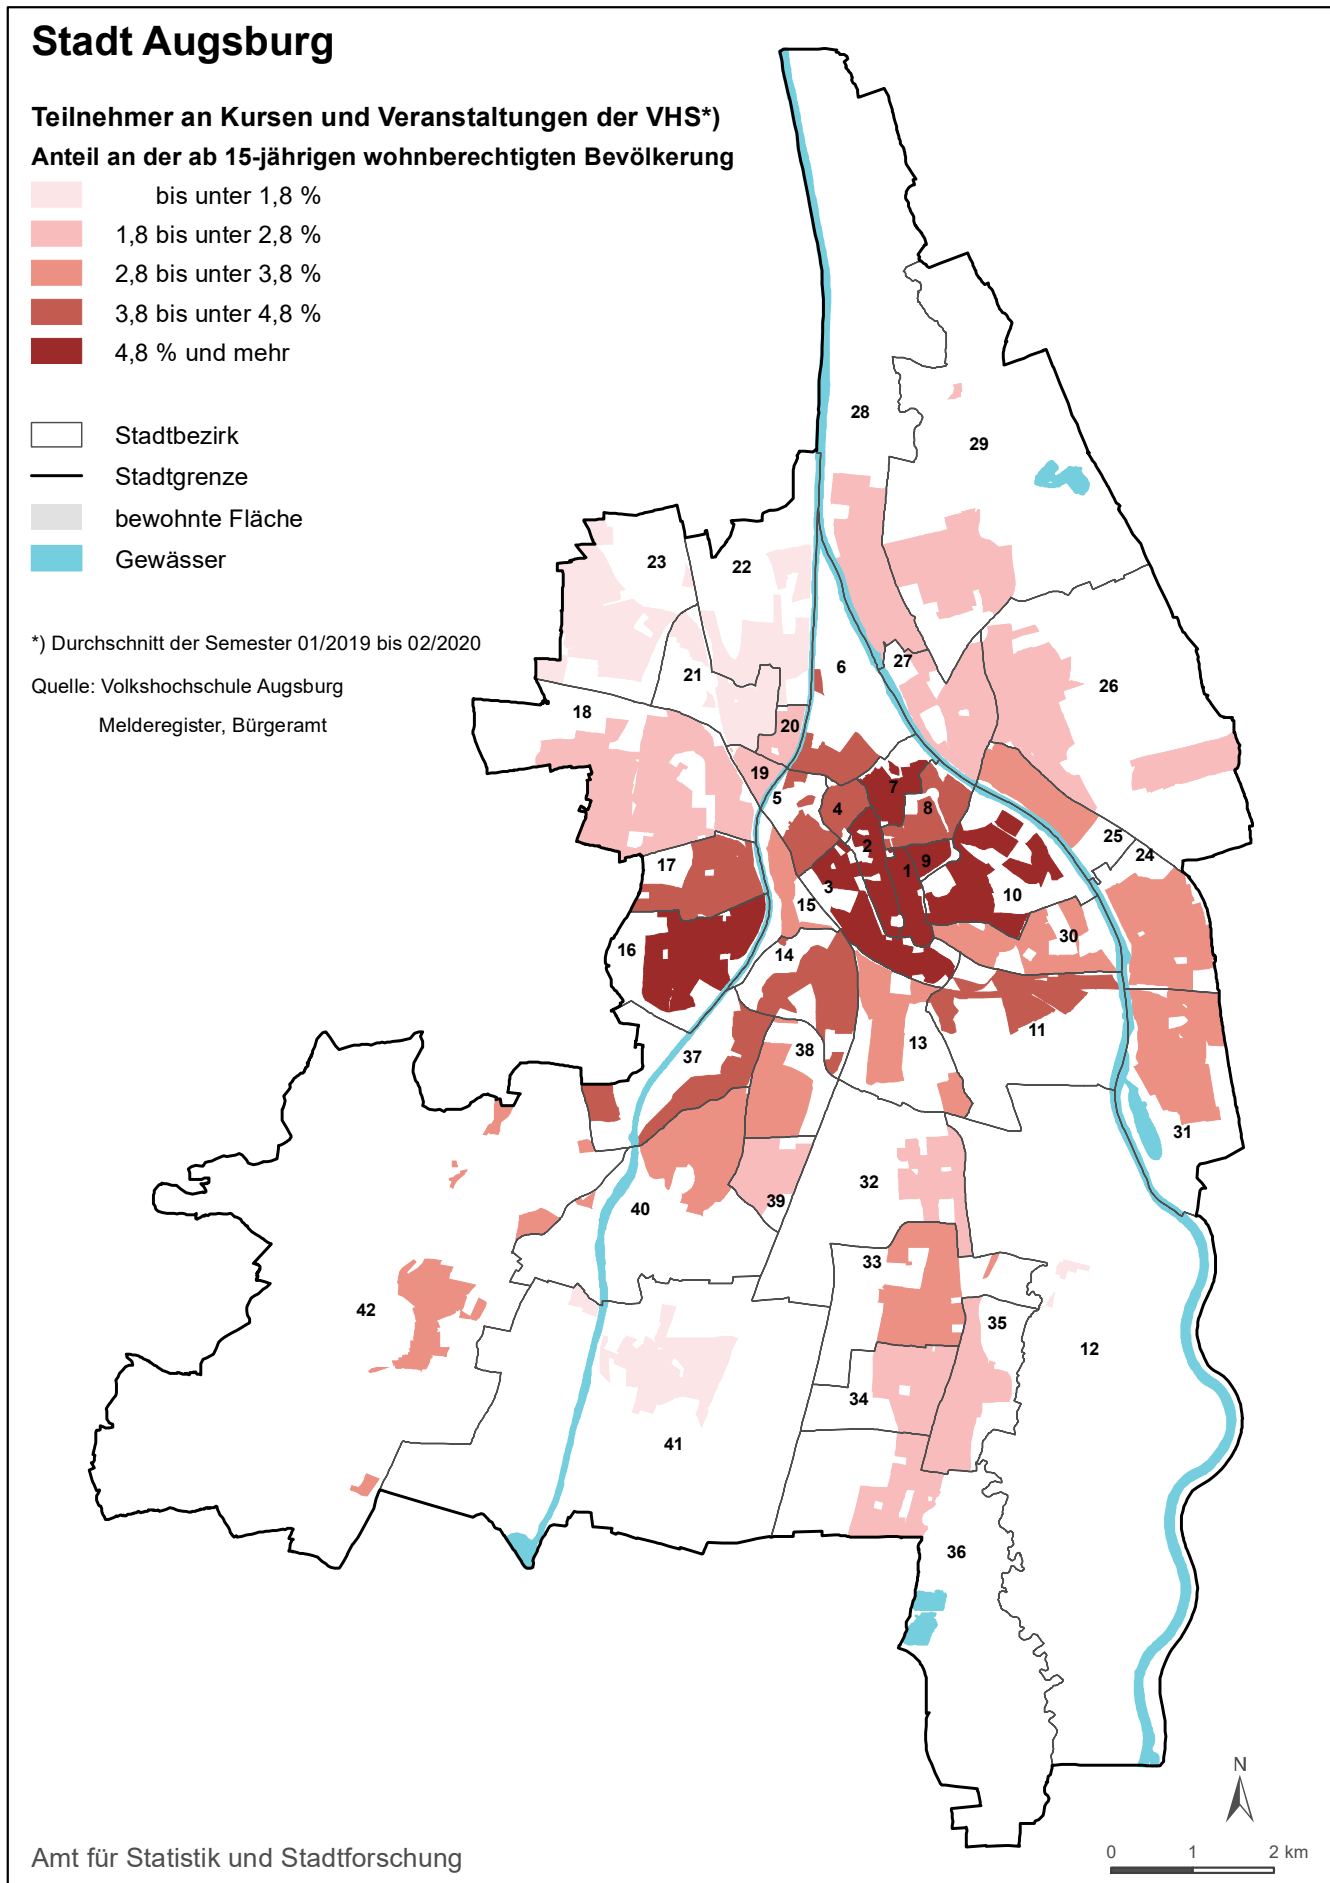 Stadt Augsburg
Teilnehmer an Kursen und Veranstaltungen der VHS*)
Anteil an der ab 15-jährigen wohnberechtigten Bevölkerung
bis unter 1,8 %
1,8 bis unter 2,8 %
2,8 bis unter 3,8 %
3,8 bis unter 4,8 %
4,8 % und mehr
Stadtbezirk
Stadtgrenze
bewohnte Fläche
Gewässer
*) Durchschnitt der Semester 01/2019 bis 02/2020
Quelle: Volkshochschule Augsburg
Melderegister, Bürgeramt
28
29
23
22
6
27
21
26
18
20
19
5
7
4
8
25
2
24
9
17
1
3
10
15
30
16
14
11
37
38
13
31
32
39
40
33
42
35
12
34
41
36
N
0 1 2 km
Amt für Statistik und Stadtforschung